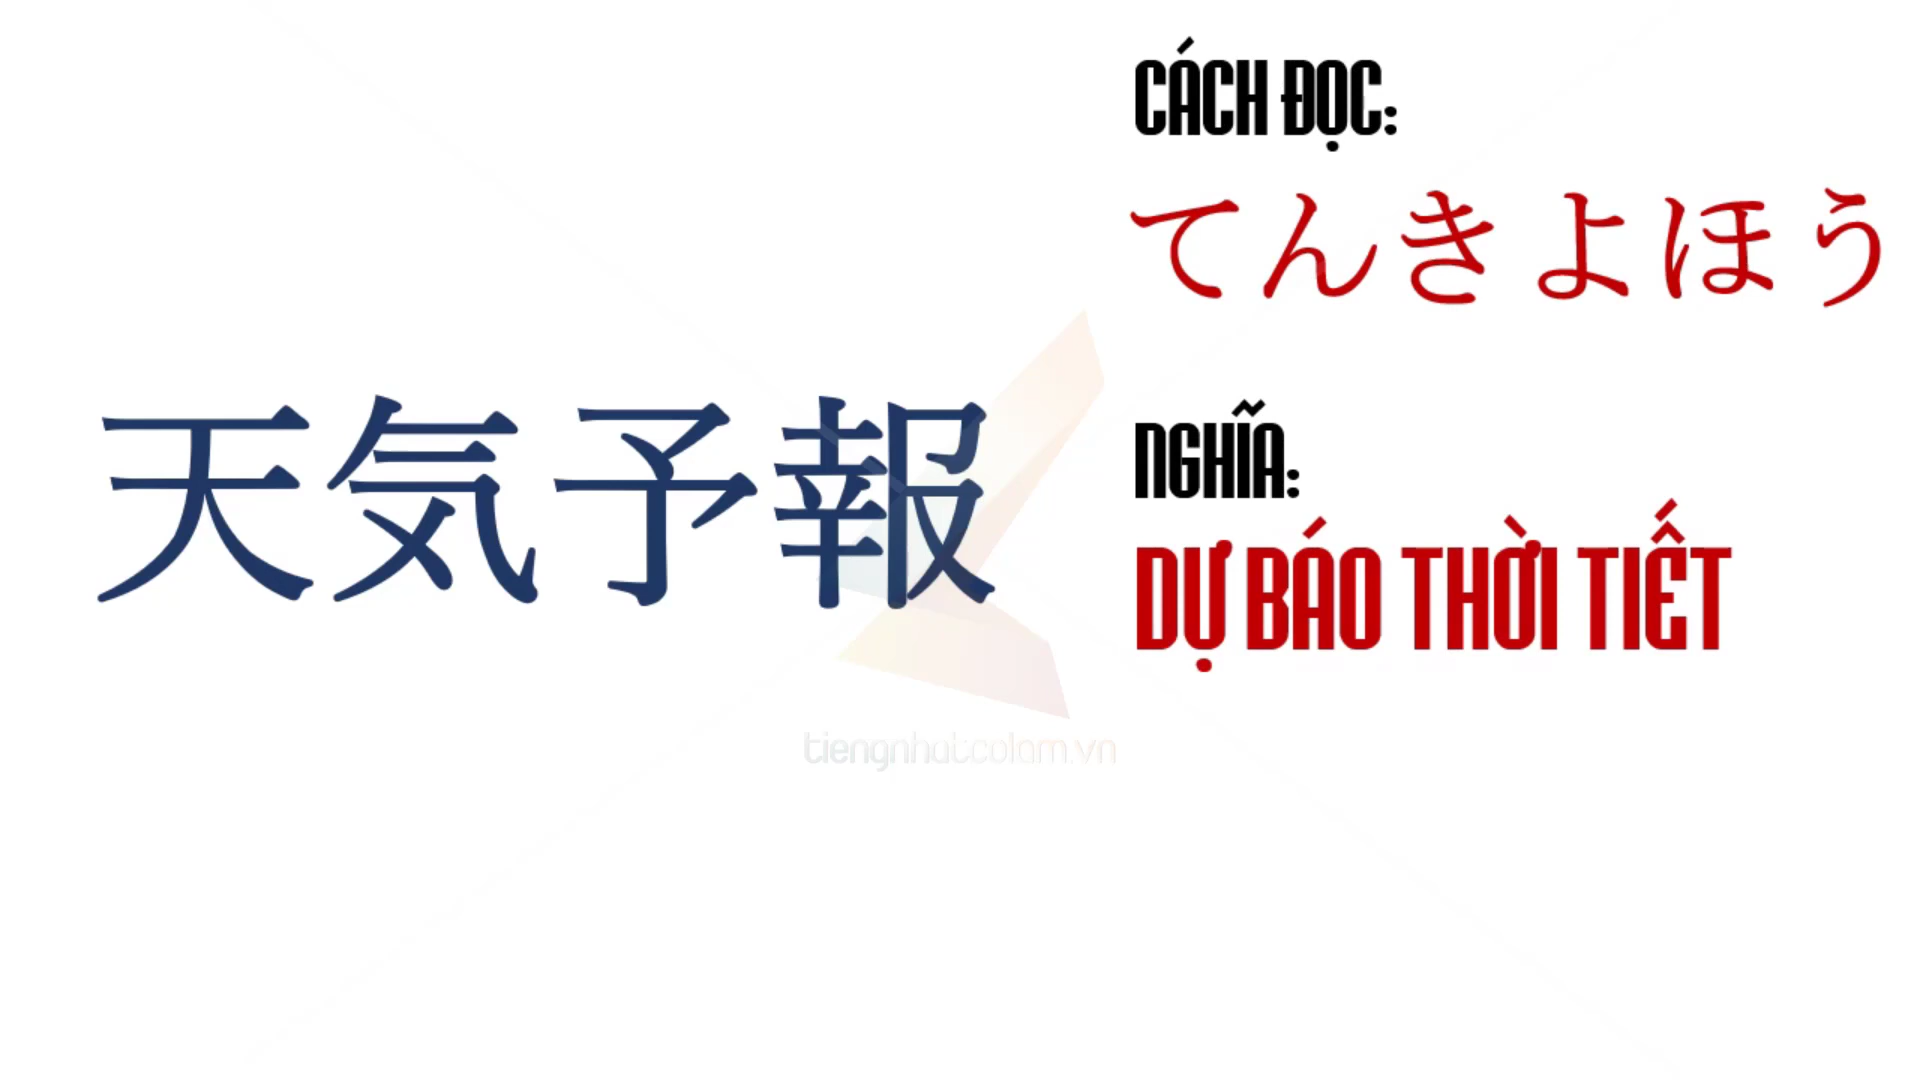 天気予報
CÁCH ĐỌC:
てんきよほう
NGHĨA:
DỰ BÁO THỜI TIẾT
tiengnhatcolam.vn